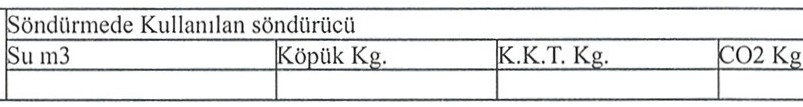 Söndürmede Kullanılan söndürücü
Su m3 Köpük Kg. K.K.T. Kg. CO2 Kg